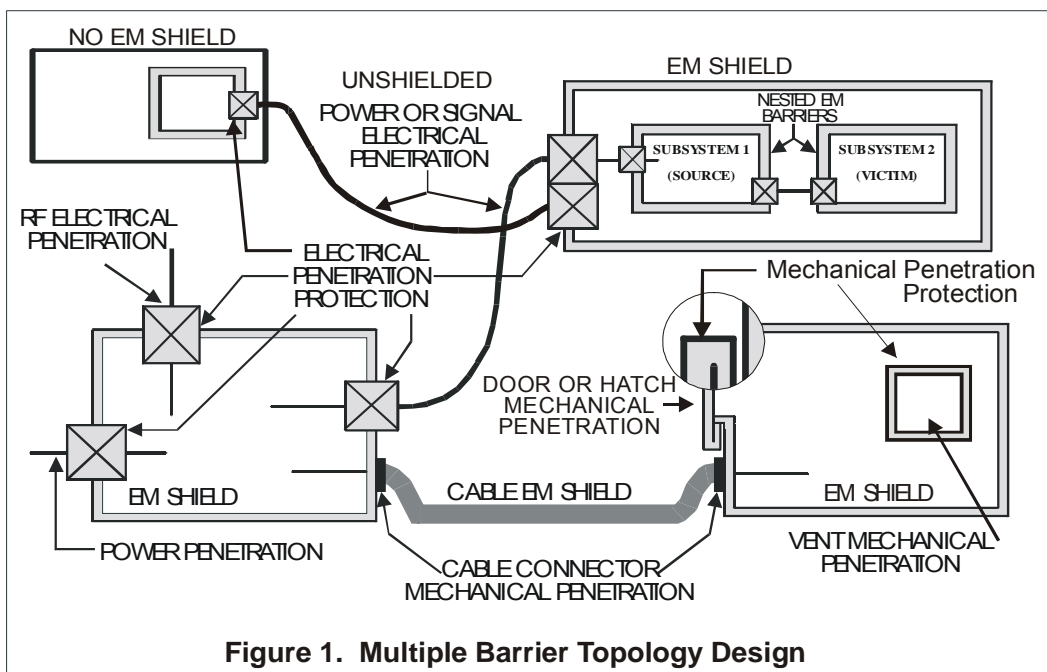 NO EM SHIELD
UNSHIELDED
POWER OR SIGNAL
ELECTRICAL
PENETRATION
EM SHIELD
NESTED EM
BARRIERS
SUBSYSTEM 1
(SOURCE)
SUBSYSTEM 2
(VICTIM)
RF ELECTRICAL
PENETRATION
ELECTRICAL
PENETRATION
PROTECTION
Mechanical Penetration
Protection
DOOR OR HATCH
MECHANICAL
PENETRATION
EM SHIELD
CABLE EM SHIELD
EM SHIELD
POWER PENETRATION
CABLE CONNECTOR
MECHANICAL PENETRATION
VENT MECHANICAL
PENETRATION
Figure 1. Multiple Barrier Topology Design